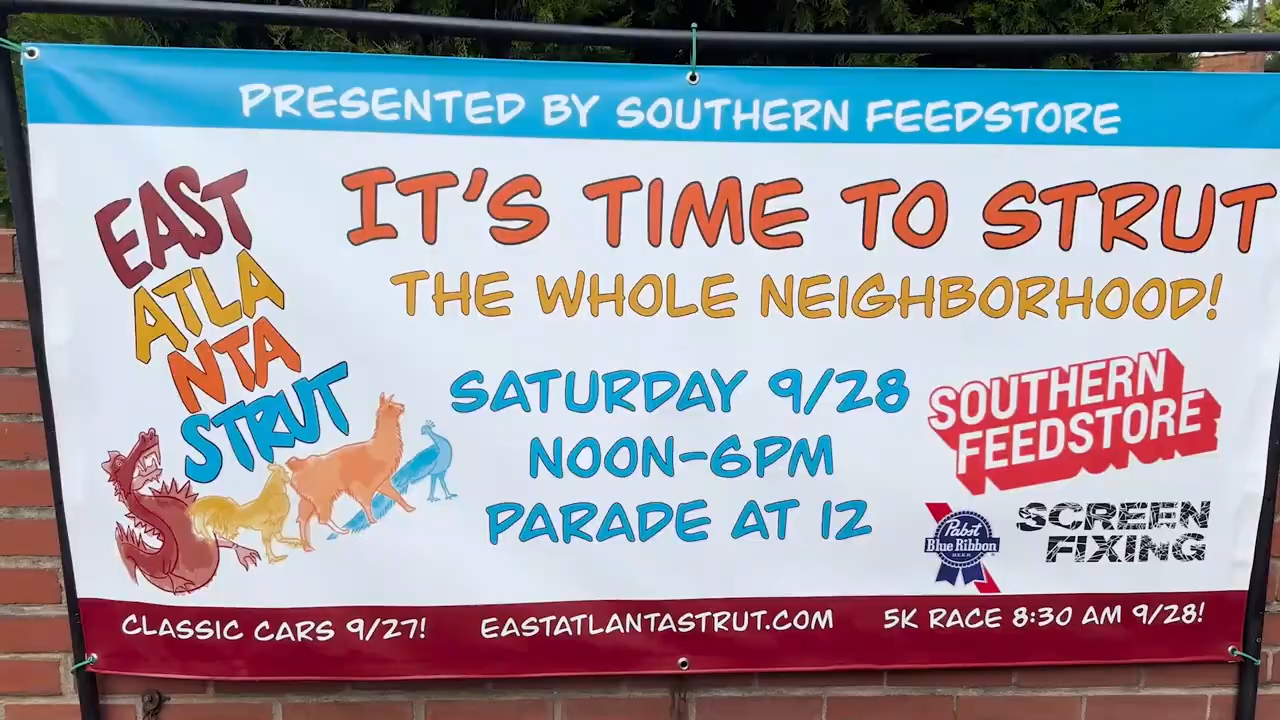 PRESENTED BY SOUTHERN FEEDSTORE
EAST
ATLA
NTA
STRUT
IT'S TIME TO STRUT
THE WHOLE NEIGHBORHOOD!
SATURDAY 9/28
NOON-6PM
PARADE AT 12
SOUTHERN
FEEDSTORE
Pabst
Blue Ribbon
BEER
SCREEN
FIXING
CLASSIC CARS 9/27!
EASTATLANTASTRUT.COM
5K RACE 8:30 AM 9/28!